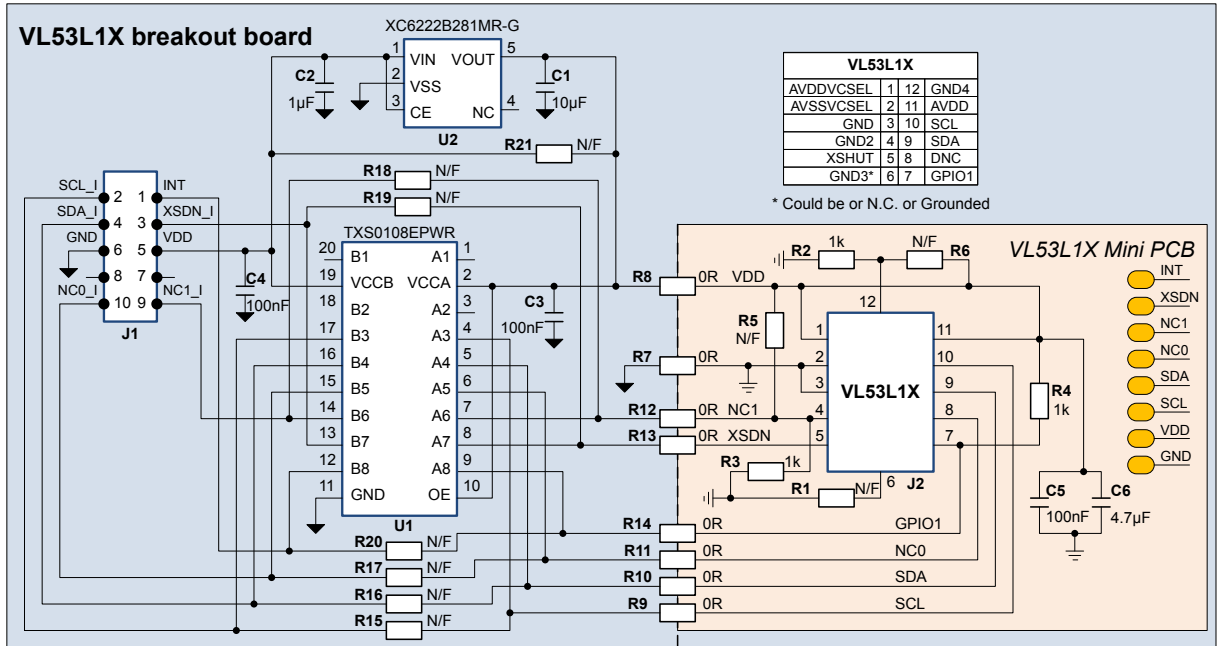 VL53L1X breakout board
XC6222B281MR-G
1 VIN VOUT 5
2 VSS
3 CE NC 4
U2
C2
1µF
C1
10µF
R21 N/F
R18 N/F
R19 N/F
VL53L1X
AVDDVCSEL 1 12 GND4
AVSSVCSEL 2 11 AVDD
GND 3 10 SCL
GND2 4 9 SDA
XSHUT 5 8 DNC
GND3* 6 7 GPIO1
* Could be or N.C. or Grounded
SCL_I 2 1 INT
SDA_I 4 3 XSDN_I
GND 6 5 VDD
8 7
NC0_I 10 9 NC1_I
J1
C4
100nF
TXS0108EPWR
20 B1 A1 1
19 VCCB VCCA 2
18 B2 A2 3
17 B3 A3 4
16 B4 A4 5
15 B5 A5 6
14 B6 A6 7
13 B7 A7 8
12 B8 A8 9
11 GND OE 10
U1
C3
100nF
R20 N/F
R17 N/F
R16 N/F
R15 N/F
R8 0R VDD
R7 0R
R12 0R NC1
R13 0R XSDN
R14 0R GPIO1
R11 0R NC0
R10 0R SDA
R9 0R SCL
VL53L1X Mini PCB
R2 1k
N/F R6
R5
N/F
12
1 11
2 10
3 9
4 8
5 7
6
VL53L1X
J2
R3 1k
R1 N/F
R4
1k
C5
100nF
C6
4.7µF
INT
XSDN
NC1
NC0
SDA
SCL
VDD
GND